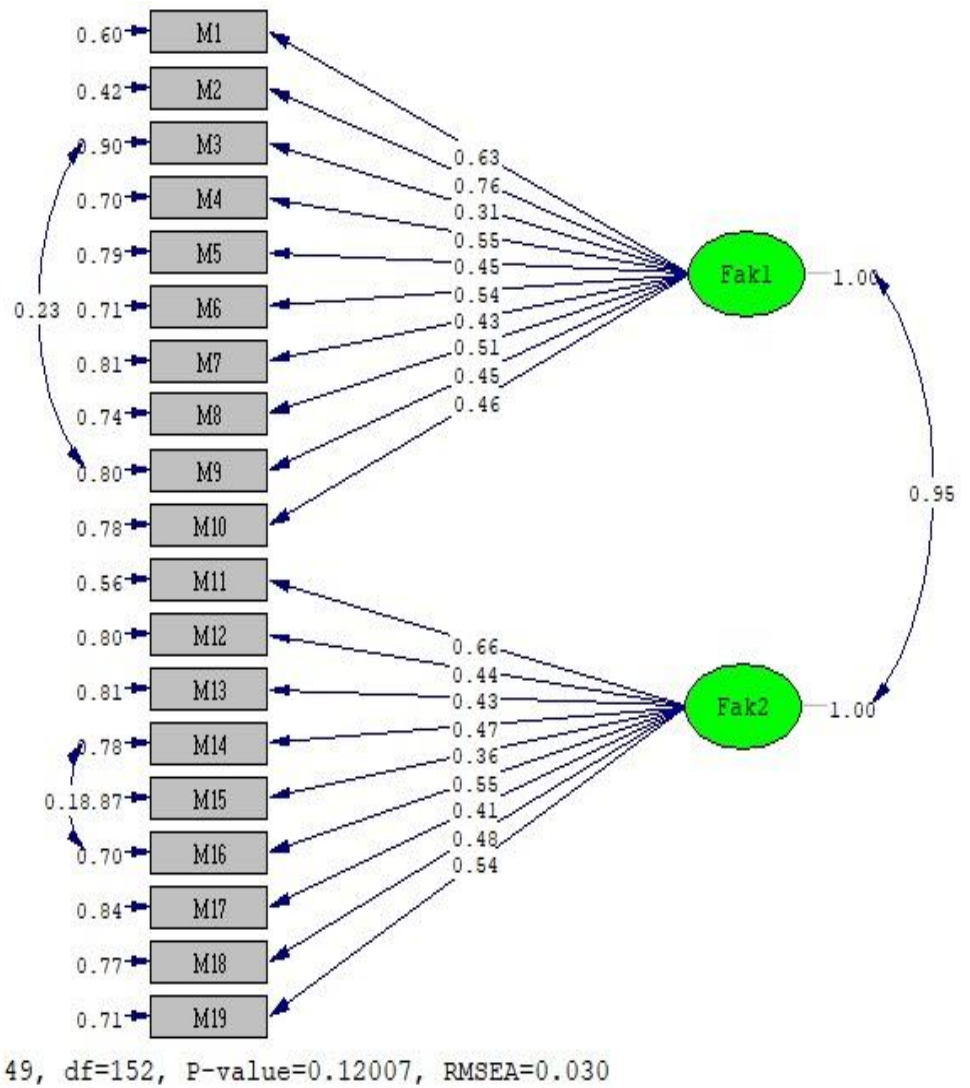 0.60 M1
0.42 M2
0.90 M3
0.70 M4
0.79 M5
0.71 M6
0.81 M7
0.74 M8
0.80 M9
0.78 M10
0.56 M11
0.80 M12
0.81 M13
0.78 M14
0.18.87 M15
0.70 M16
0.84 M17
0.77 M18
0.71 M19
0.23
0.63
0.76
0.31
0.55
0.45
0.54
0.43
0.51
0.45
0.46
Fak1 1.00
0.95
0.66
0.44
0.43
0.47
0.36
0.55
0.41
0.48
0.54
Fak2 1.00
49, df=152, P-value=0.12007, RMSEA=0.030